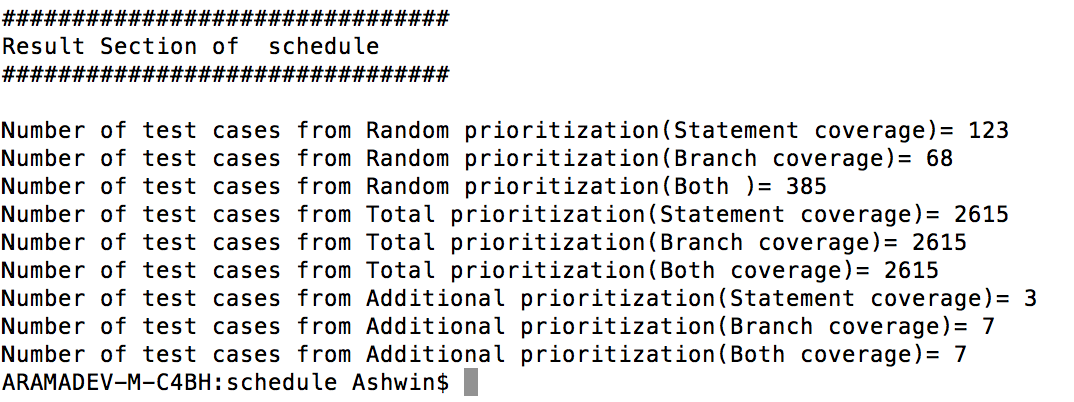 ################################
Result Section of  schedule
################################
Number of test cases from Random prioritization(Statement coverage)= 123
Number of test cases from Random prioritization(Branch coverage)= 68
Number of test cases from Random prioritization(Both )= 385
Number of test cases from Total prioritization(Statement coverage)= 2615
Number of test cases from Total prioritization(Branch coverage)= 2615
Number of test cases from Total prioritization(Both coverage)= 2615
Number of test cases from Additional prioritization(Statement coverage)= 3
Number of test cases from Additional prioritization(Branch coverage)= 7
Number of test cases from Additional prioritization(Both coverage)= 7
ARAMADEV-M-C4BH:schedule Ashwin$